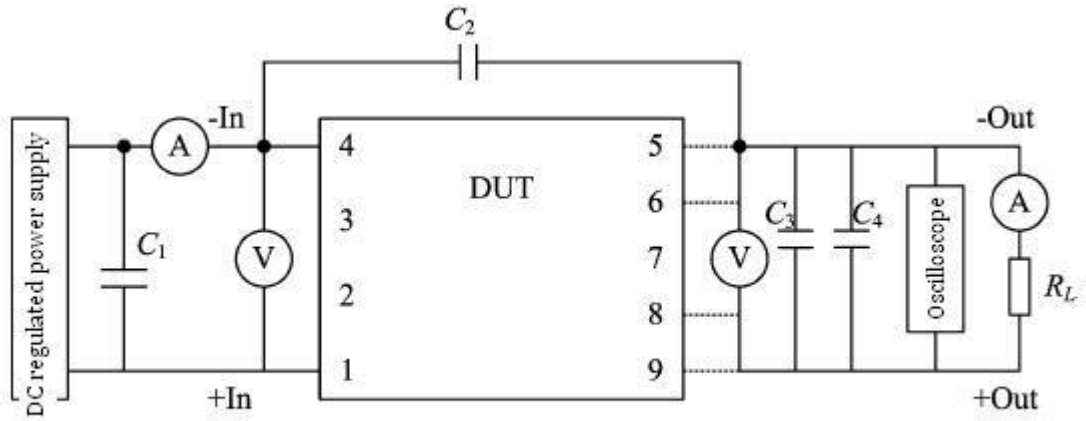 C2
-In
-Out
DC regulated power supply
A
4
5
DUT
3
6
A
C1
V
V
C3
C4
Oscilloscope
7
RL
2
8
1
9
+In
+Out